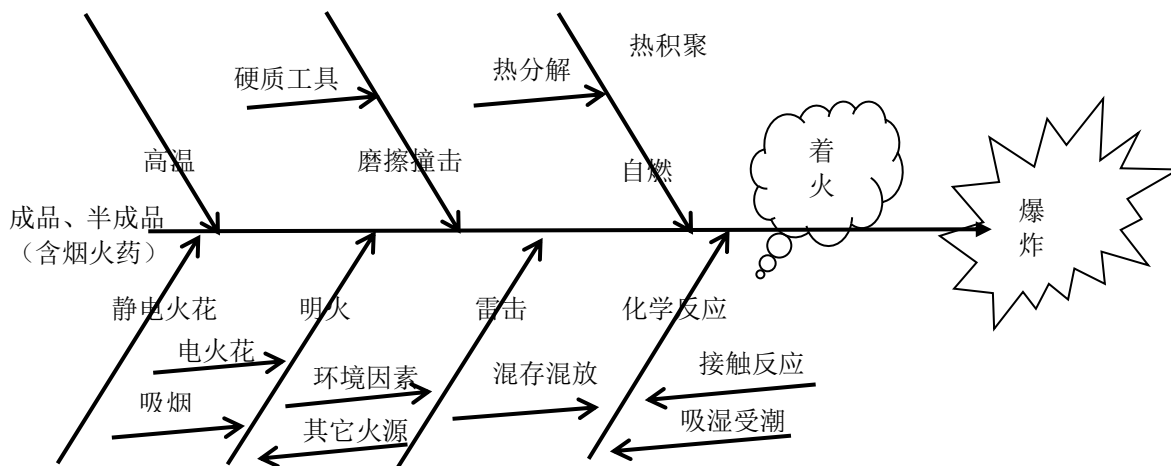 热积聚
热分解
硬质工具
着
火
高温
磨擦撞击
自燃
成品、半成品
（含烟火药）
爆
炸
静电火花
明火
雷击
化学反应
电火花
环境因素
混存混放
接触反应
吸烟
其它火源
吸湿受潮